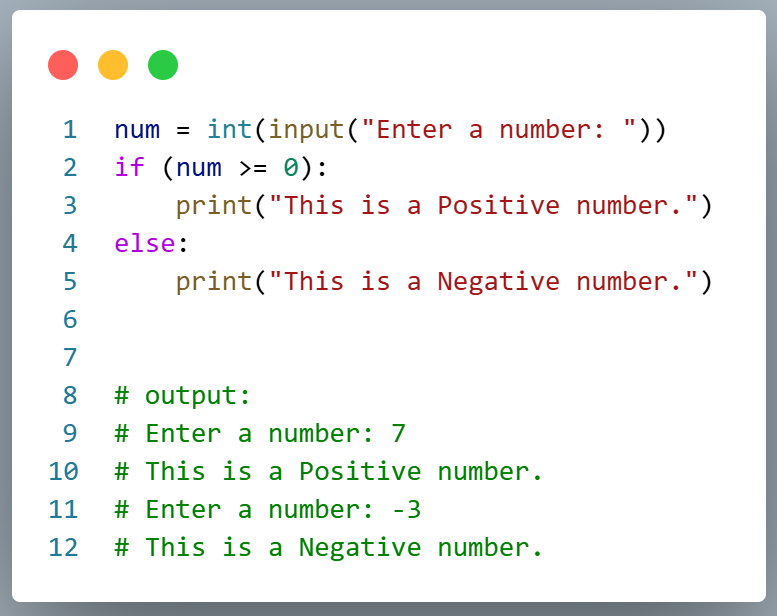 1 num = int(input("Enter a number: "))
2 if (num >= 0):
3     print("This is a Positive number.")
4 else:
5     print("This is a Negative number.")
6
7
8 # output:
9 # Enter a number: 7
10 # This is a Positive number.
11 # Enter a number: -3
12 # This is a Negative number.